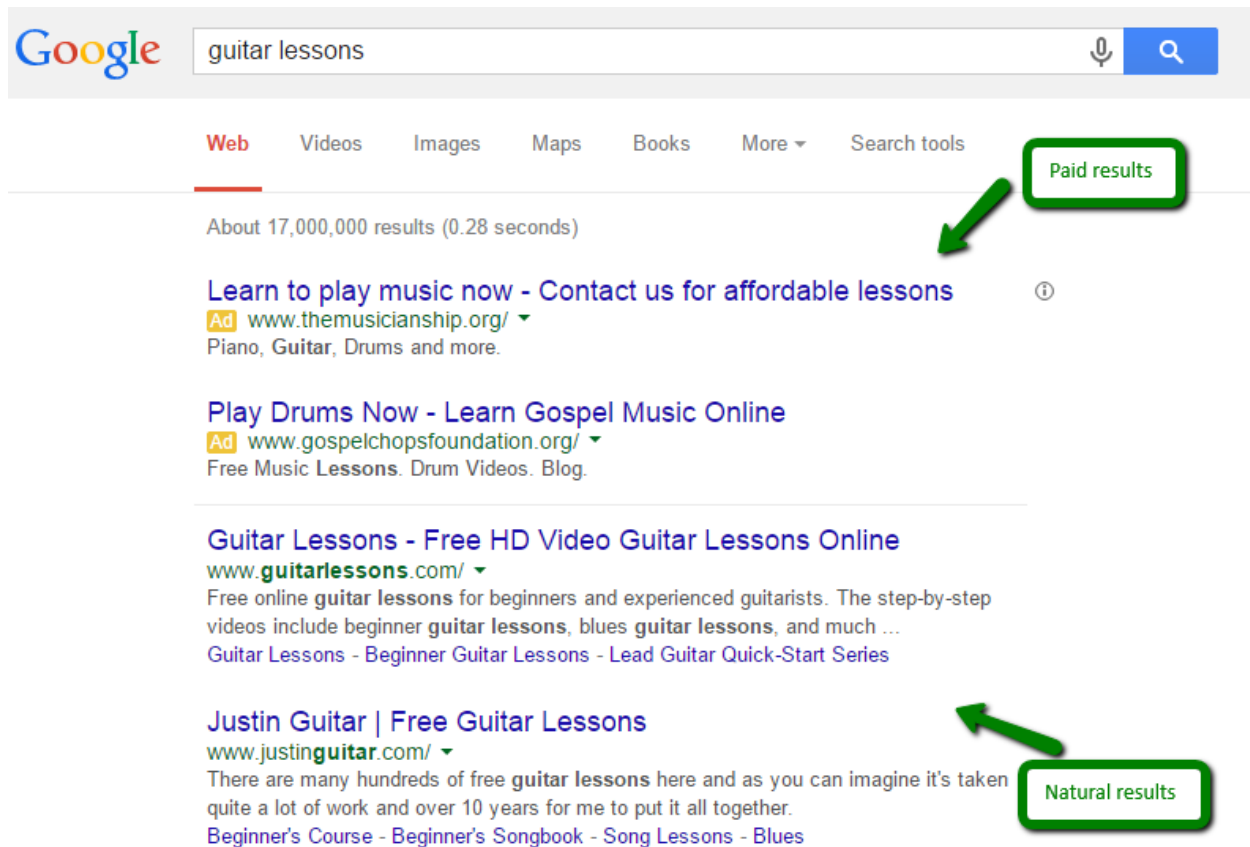 Google guitar lessons
Web Videos Images Maps Books More Search tools
Paid results
About 17,000,000 results (0.28 seconds)
Learn to play music now - Contact us for affordable lessons
Ad www.themusicianship.org/
Piano, Guitar, Drums and more.
Play Drums Now - Learn Gospel Music Online
Ad www.gospelchopsfoundation.org/
Free Music Lessons. Drum Videos. Blog.
Guitar Lessons - Free HD Video Guitar Lessons Online
www.guitarlessons.com/
Free online guitar lessons for beginners and experienced guitarists. The step-by-step
videos include beginner guitar lessons, blues guitar lessons, and much ...
Guitar Lessons - Beginner Guitar Lessons - Lead Guitar Quick-Start Series
Justin Guitar | Free Guitar Lessons
www.justinguitar.com/
There are many hundreds of free guitar lessons here and as you can imagine it's taken
quite a lot of work and over 10 years for me to put it all together.
Natural results
Beginner's Course - Beginner's Songbook - Song Lessons - Blues